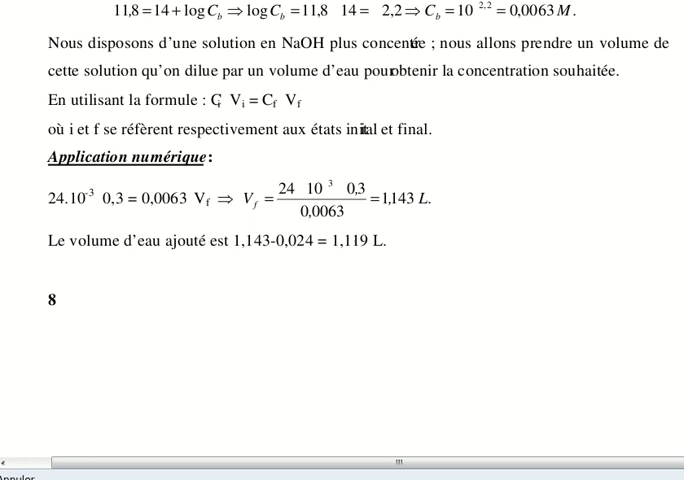 11,8 = 14 + log C_b ⇒ log C_b = 11,8 14 = 2,2 ⇒ C_b = 10^2,2 = 0,0063 M.
Nous disposons d'une solution en NaOH plus concentrée ; nous allons prendre un volume de
cette solution qu'on dilue par un volume d'eau pour obtenir la concentration souhaitée.
En utilisant la formule : C_i V_i = C_f V_f
où i et f se réfèrent respectivement aux états initial et final.
Application numérique :
24.10^-3 0,3 = 0,0063 V_f ⇒ V_f = 24 10^3 0,3 / 0,0063 = 1,143 L.
Le volume d'eau ajouté est 1,143-0,024 = 1,119 L.
8